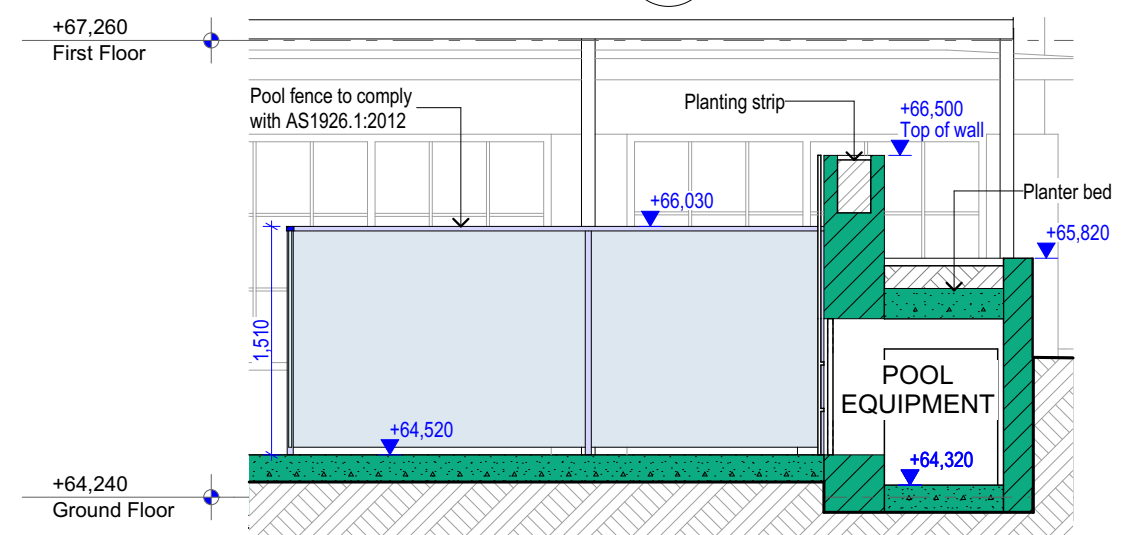 +67,260
First Floor
Pool fence to comply
with AS1926.1:2012
Planting strip
+66,500
Top of wall
Planter bed
+66,030
+65,820
1,510
POOL
EQUIPMENT
+64,520
+64,320
+64,240
Ground Floor